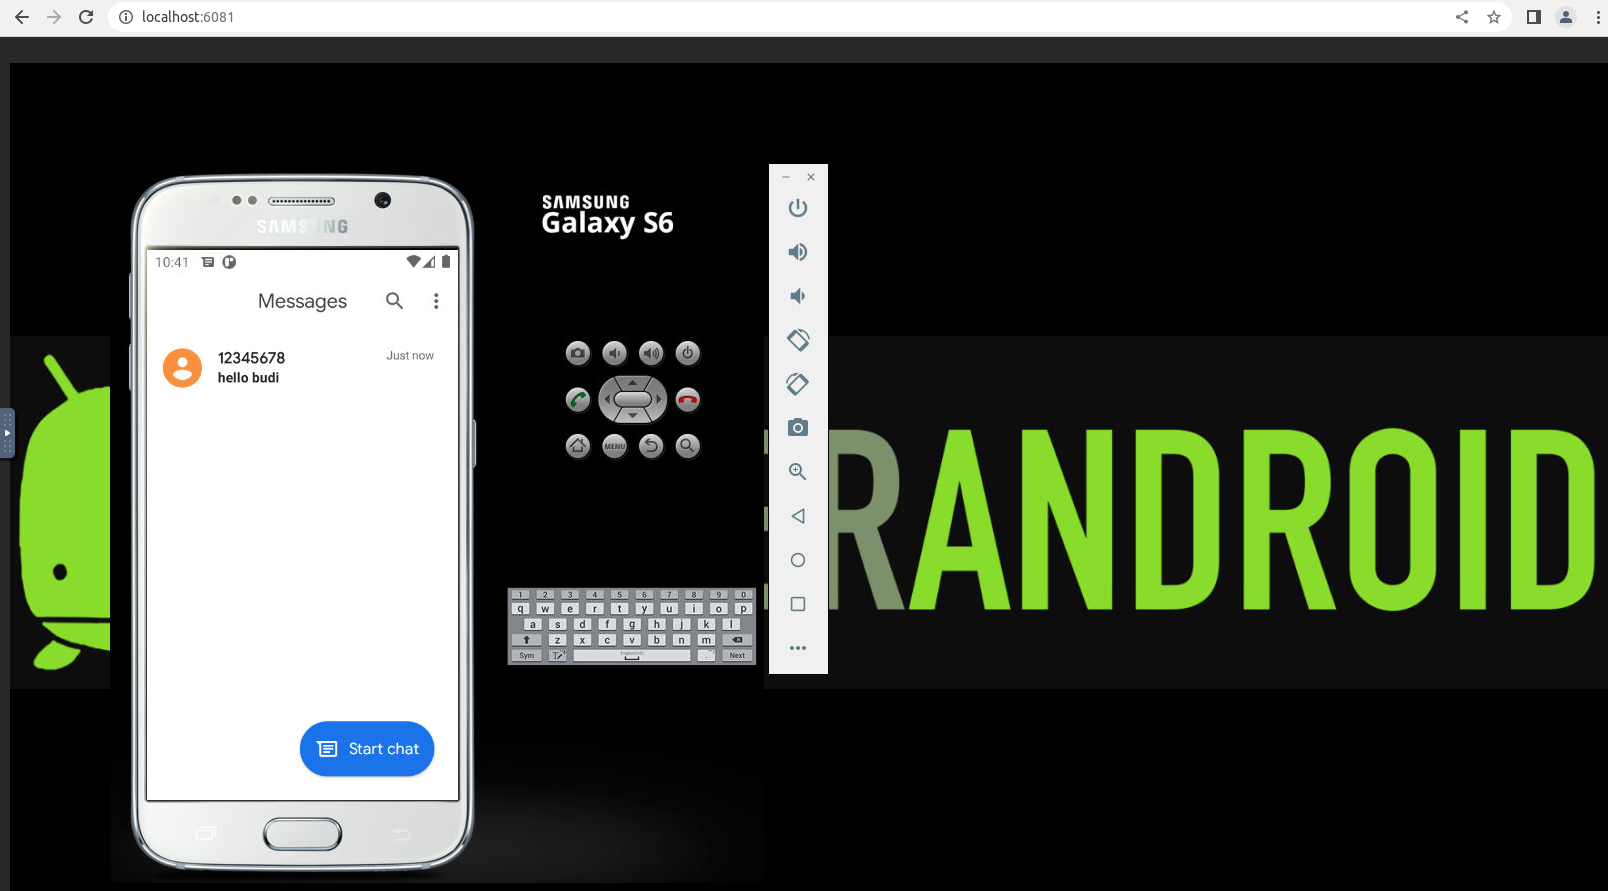 localhost:6081
SAMSUNG
10:41
Messages
12345678
Just now
hello budi
Start chat
SAMSUNG
Galaxy S6
MENU
1 2 3 4 5 6 7 8 9 0
q w e r t y u i o p
a s d f g h j k l
z x c v b n m
Sym
Next
RANDROID